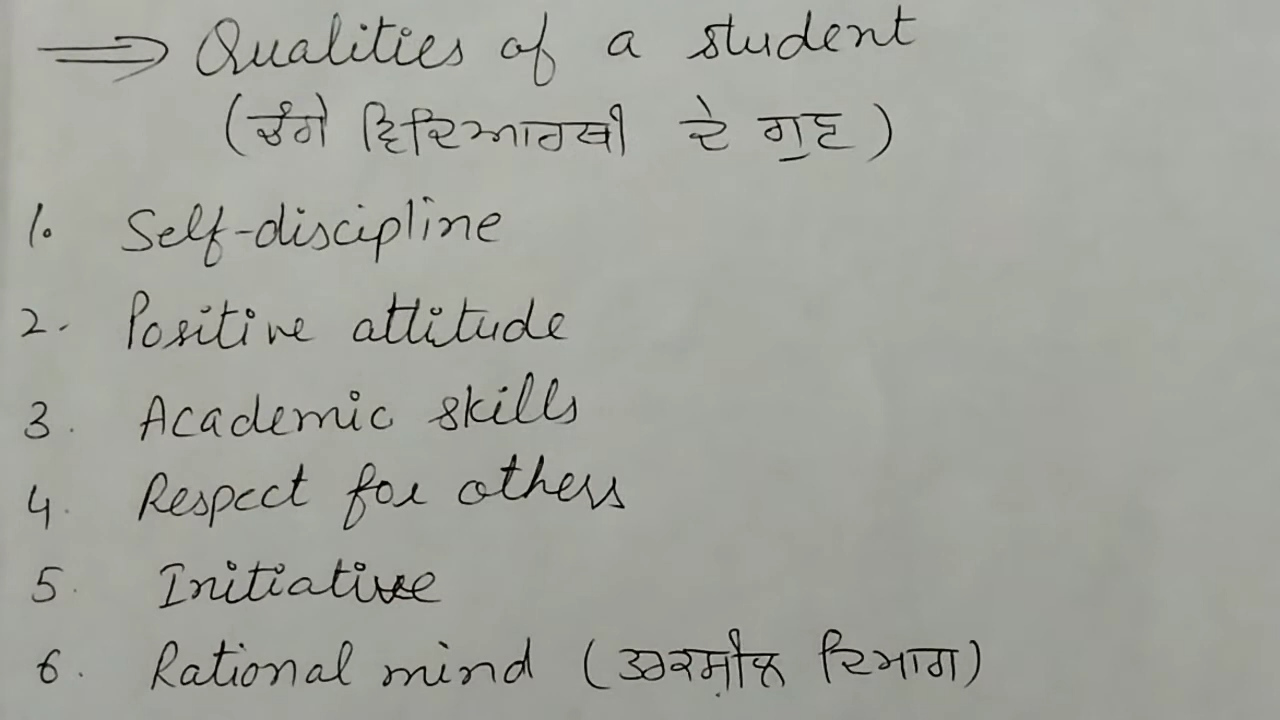 ⇒ Qualities of a student
(ਚੰਗੇ ਵਿਦਿਆਰਥੀ ਦੇ ਗੁਣ)
1. Self-discipline
2. Positive attitude
3. Academic skills
4. Respect for others
5. Initiative
6. Rational mind (ਤਰਕਸ਼ੀਲ ਦਿਮਾਗ)